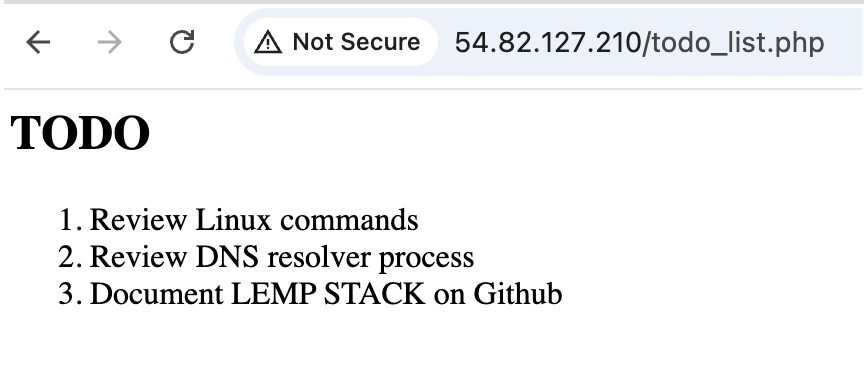 Not Secure 54.82.127.210/todo_list.php
TODO
1. Review Linux commands
2. Review DNS resolver process
3. Document LEMP STACK on Github